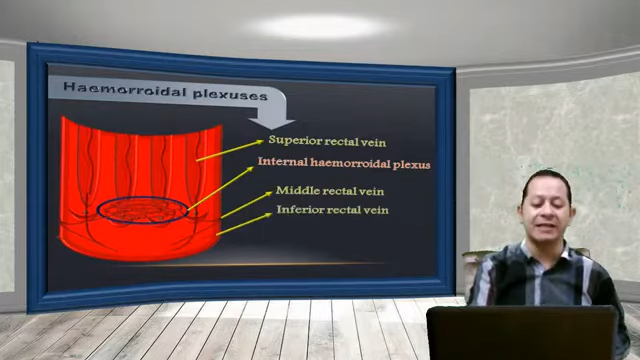 Haemorroidal plexuses
Superior rectal vein
Internal haemorroidal plexus
Middle rectal vein
Inferior rectal vein